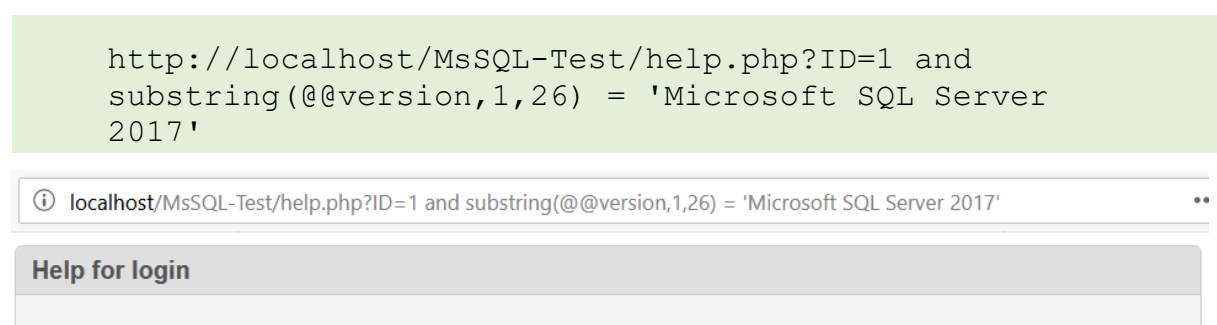 http://localhost/MsSQL-Test/help.php?ID=1 and
substring(@@version,1,26) = 'Microsoft SQL Server
2017'
localhost/MsSQL-Test/help.php?ID=1 and substring(@@version,1,26) = 'Microsoft SQL Server 2017'
Help for login